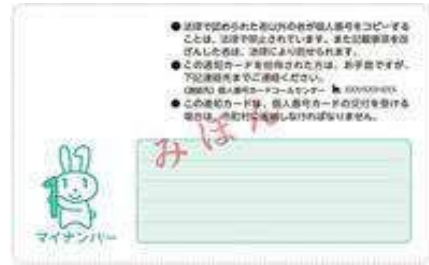 ● 法律で認められた者以外の者が個人番号をコピーする
ことは、法律で禁止されています。また記載事項を改
ざんした者は、法律により罰せられます。
● この通知カードを拾得された方は、お手数ですが、
下記連絡先までご連絡ください。
個人番号カードコールセンター
● この通知カードは、個人番号カードの交付を受ける
場合は、市町村に返納しなければなりません。
みほん
マイナンバー